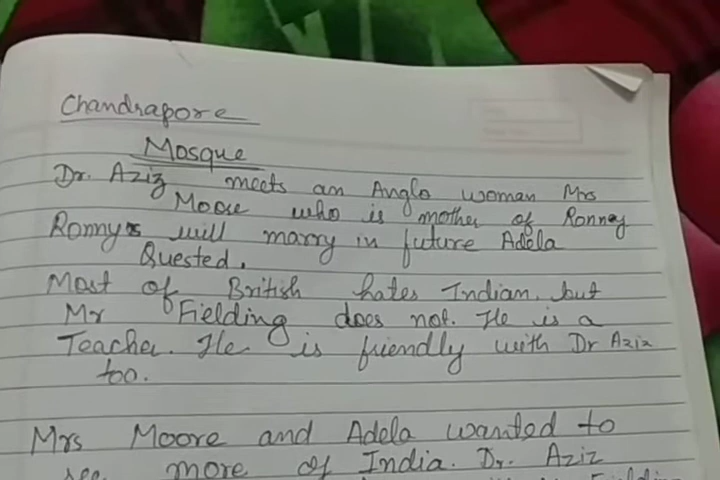 Chandrapore
Mosque
Dr. Aziz meets an Anglo woman Mrs
Moore who is mother of Ronney
Ronny will marry in future Adela
Quested.
Most of British hates Indian, but
Mr Fielding does not. He is a
Teacher. He is friendly with Dr Aziz
too.
Mrs Moore and Adela wanted to
see more of India. Dr. Aziz